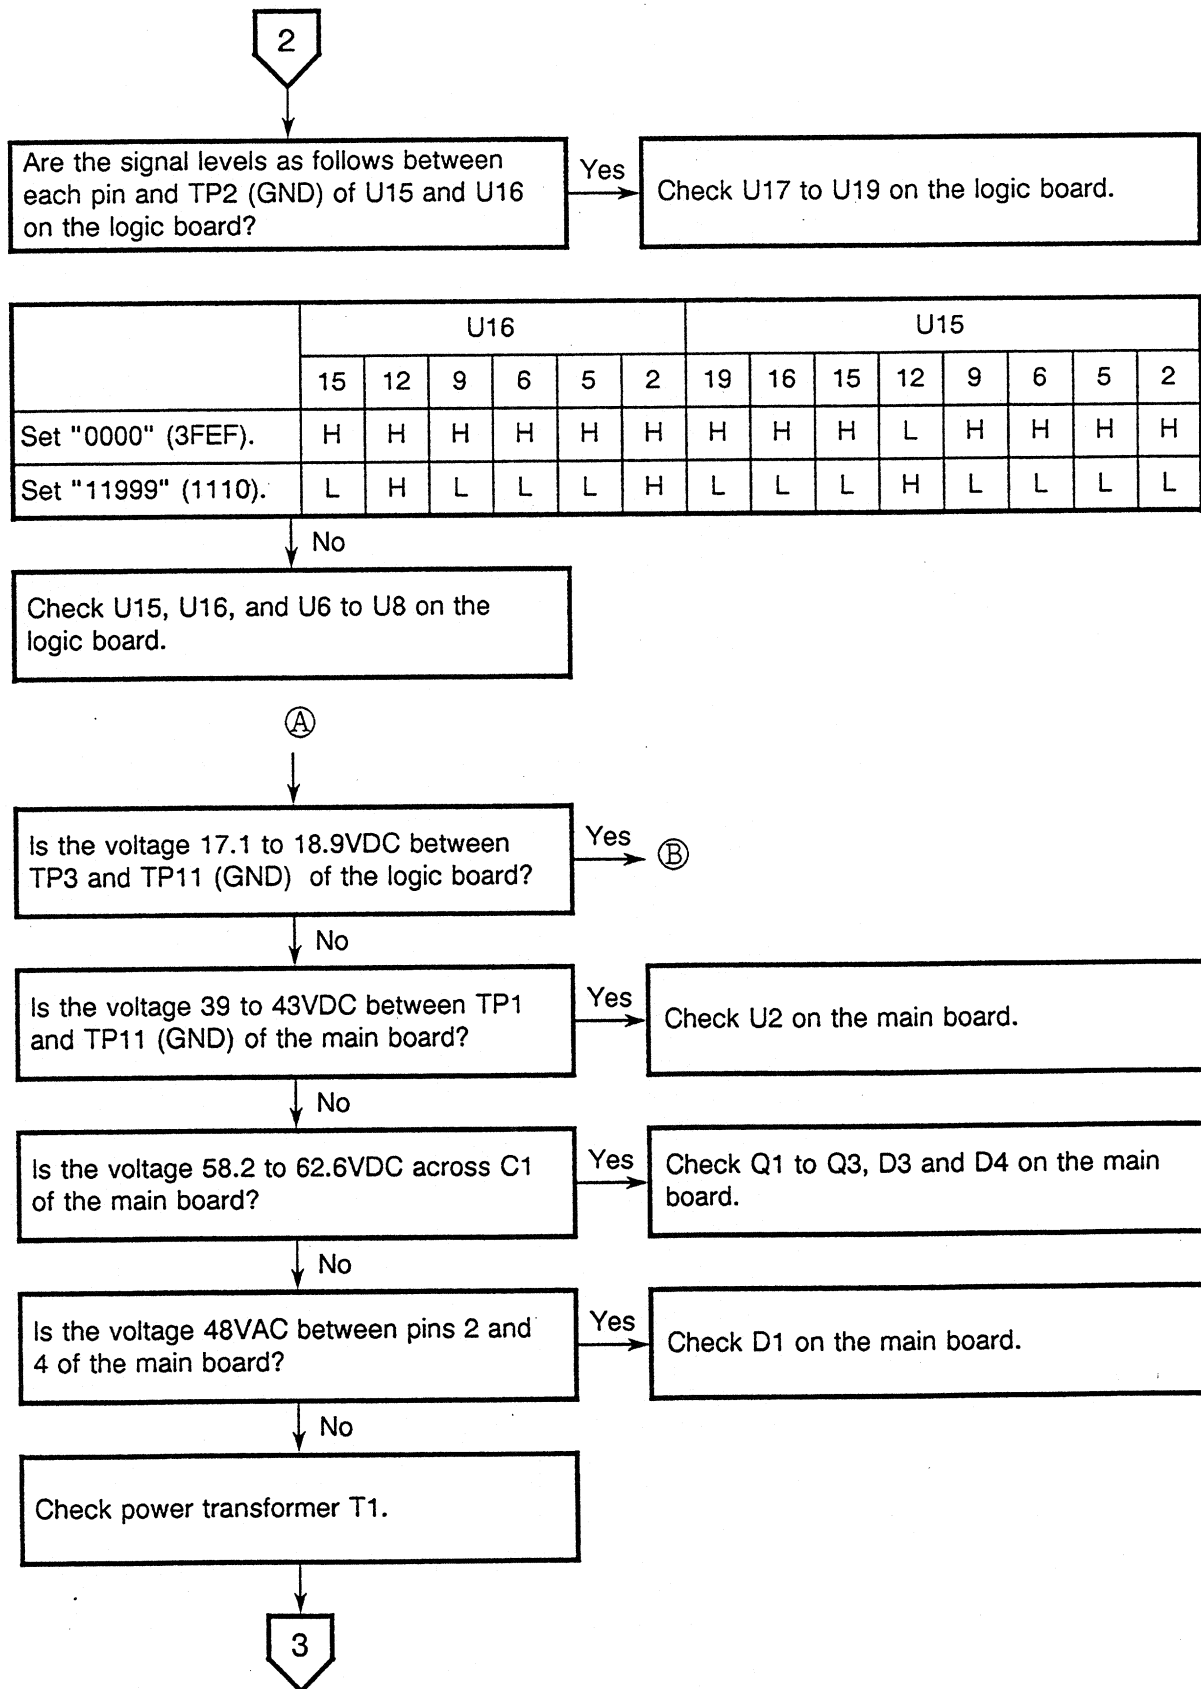 2
Are the signal levels as follows between
each pin and TP2 (GND) of U15 and U16
on the logic board?
Yes
Check U17 to U19 on the logic board.
U16 U15
15 12 9 6 5 2 19 16 15 12 9 6 5 2
Set "0000" (3FEF). H H H H H H H H H L H H H H
Set "11999" (1110). L H L L L H L L L H L L L L
No
Check U15, U16, and U6 to U8 on the
logic board.
Ⓐ
Is the voltage 17.1 to 18.9VDC between
TP3 and TP11 (GND) of the logic board?
Yes
Ⓑ
No
Is the voltage 39 to 43VDC between TP1
and TP11 (GND) of the main board?
Yes
Check U2 on the main board.
No
Is the voltage 58.2 to 62.6VDC across C1
of the main board?
Yes
Check Q1 to Q3, D3 and D4 on the main
board.
No
Is the voltage 48VAC between pins 2 and
4 of the main board?
Yes
Check D1 on the main board.
No
Check power transformer T1.
3